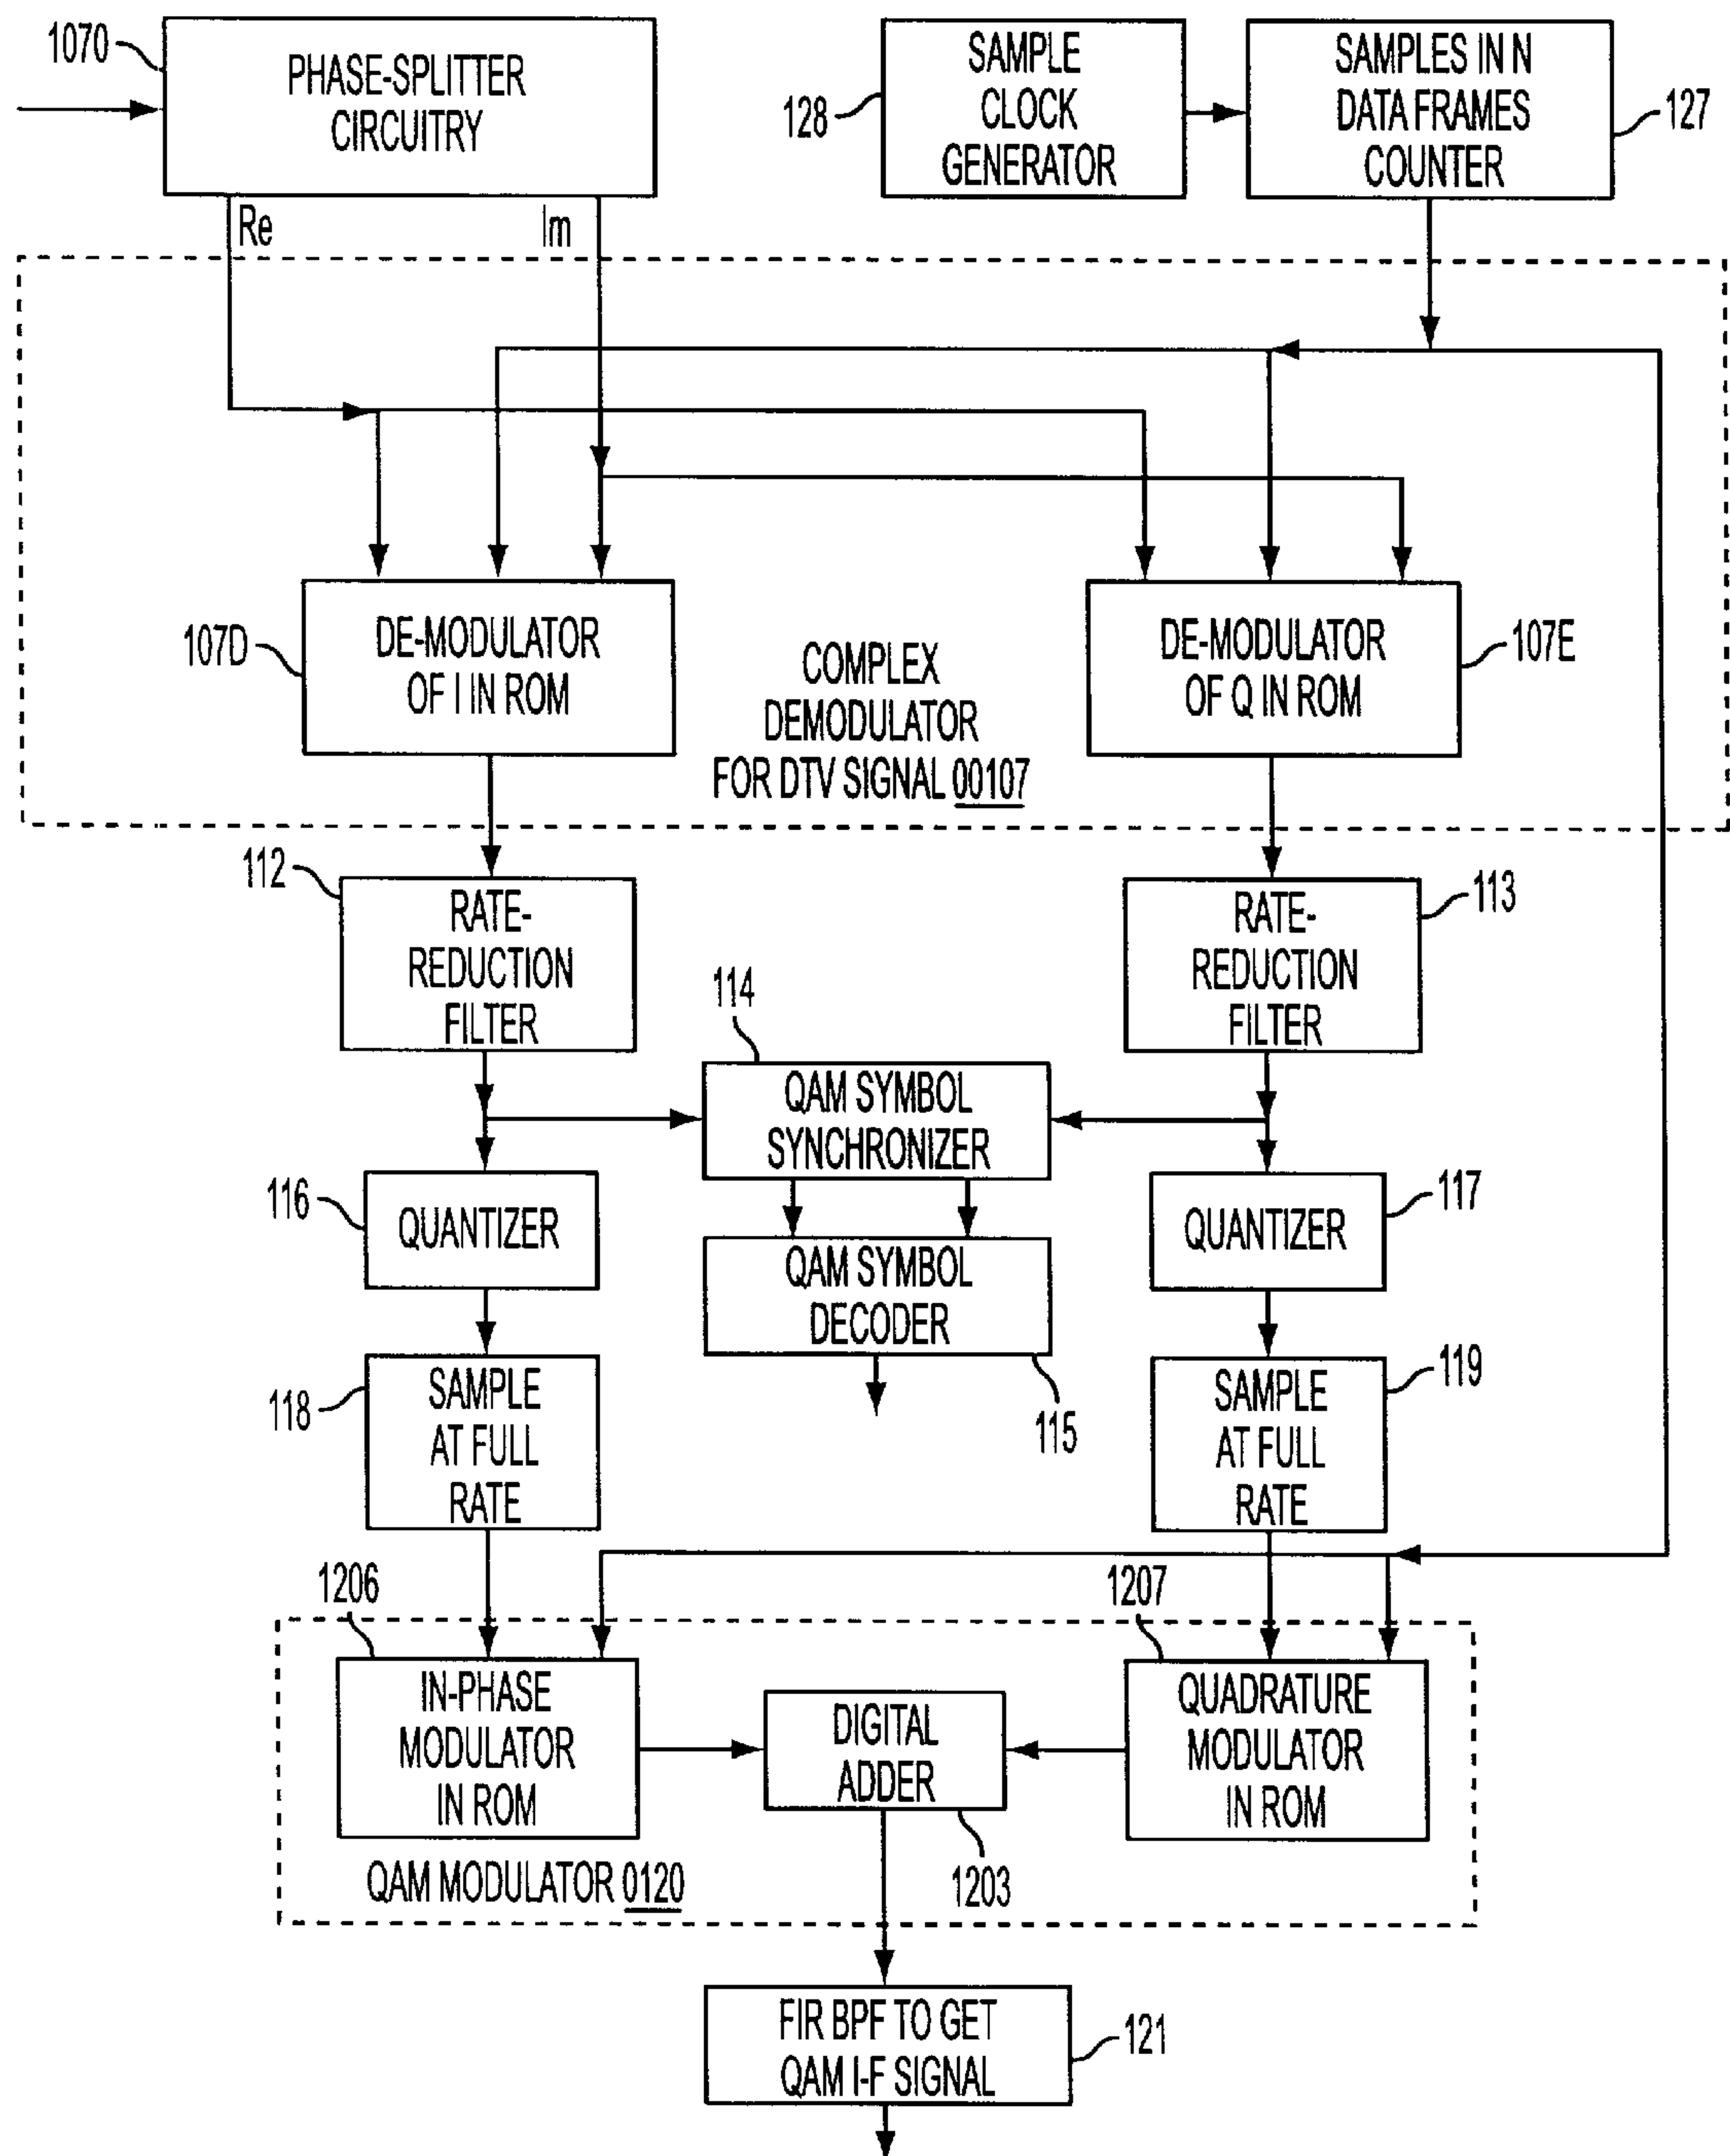 1070
PHASE-SPLITTER
CIRCUITRY
128
SAMPLE
CLOCK
GENERATOR
SAMPLES IN N
DATA FRAMES
COUNTER
127
Re
Im
107D
DE-MODULATOR
OF I IN ROM
COMPLEX
DEMODULATOR
FOR DTV SIGNAL 00107
DE-MODULATOR
OF Q IN ROM
107E
112
RATE-
REDUCTION
FILTER
113
RATE-
REDUCTION
FILTER
114
QAM SYMBOL
SYNCHRONIZER
116
QUANTIZER
117
QUANTIZER
QAM SYMBOL
DECODER
115
118
SAMPLE
AT FULL
RATE
119
SAMPLE
AT FULL
RATE
1206
IN-PHASE
MODULATOR
IN ROM
DIGITAL
ADDER
1203
1207
QUADRATURE
MODULATOR
IN ROM
QAM MODULATOR 0120
FIR BPF TO GET
QAM I-F SIGNAL
121